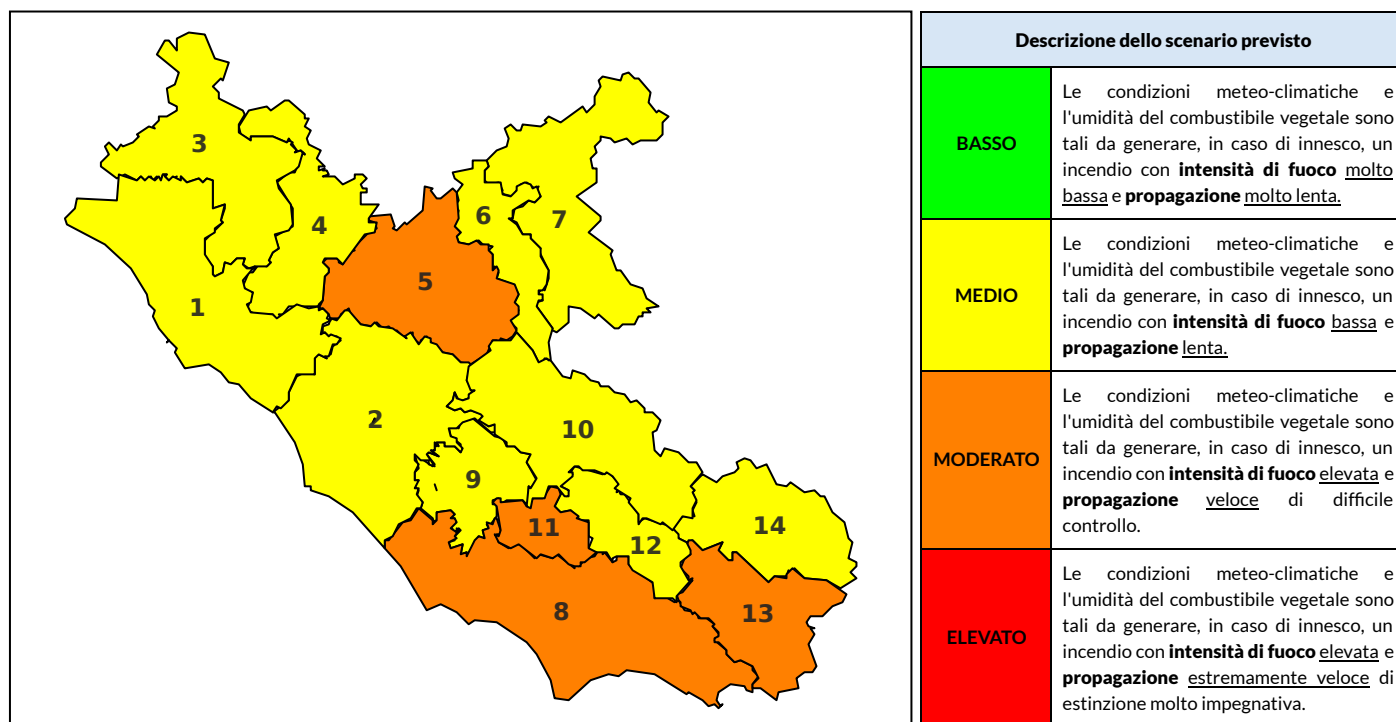 3
4
6
7
5
1
2
10
9
11
12
14
8
13
Descrizione dello scenario previsto
BASSO
Le condizioni meteo-climatiche e
l'umidità del combustibile vegetale sono
tali da generare, in caso di innesco, un
incendio con intensità di fuoco molto
bassa e propagazione molto lenta.
MEDIO
Le condizioni meteo-climatiche e
l'umidità del combustibile vegetale sono
tali da generare, in caso di innesco, un
incendio con intensità di fuoco bassa e
propagazione lenta.
MODERATO
Le condizioni meteo-climatiche e
l'umidità del combustibile vegetale sono
tali da generare, in caso di innesco, un
incendio con intensità di fuoco elevata e
propagazione veloce di difficile
controllo.
ELEVATO
Le condizioni meteo-climatiche e
l'umidità del combustibile vegetale sono
tali da generare, in caso di innesco, un
incendio con intensità di fuoco elevata e
propagazione estremamente veloce di
estinzione molto impegnativa.